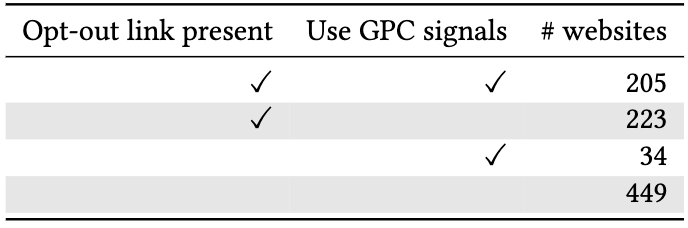 Opt-out link present Use GPC signals # websites
✓ ✓ 205
✓ 223
✓ 34
449